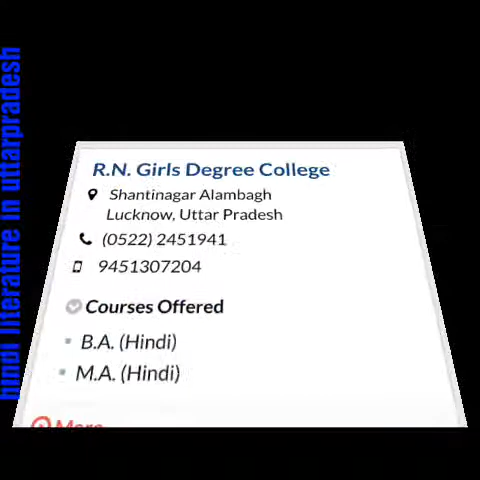 hindi literature in uttarpradesh
R.N. Girls Degree College
Shantinagar Alambagh
Lucknow, Uttar Pradesh
(0522) 2451941
9451307204
Courses Offered
B.A. (Hindi)
M.A. (Hindi)
More